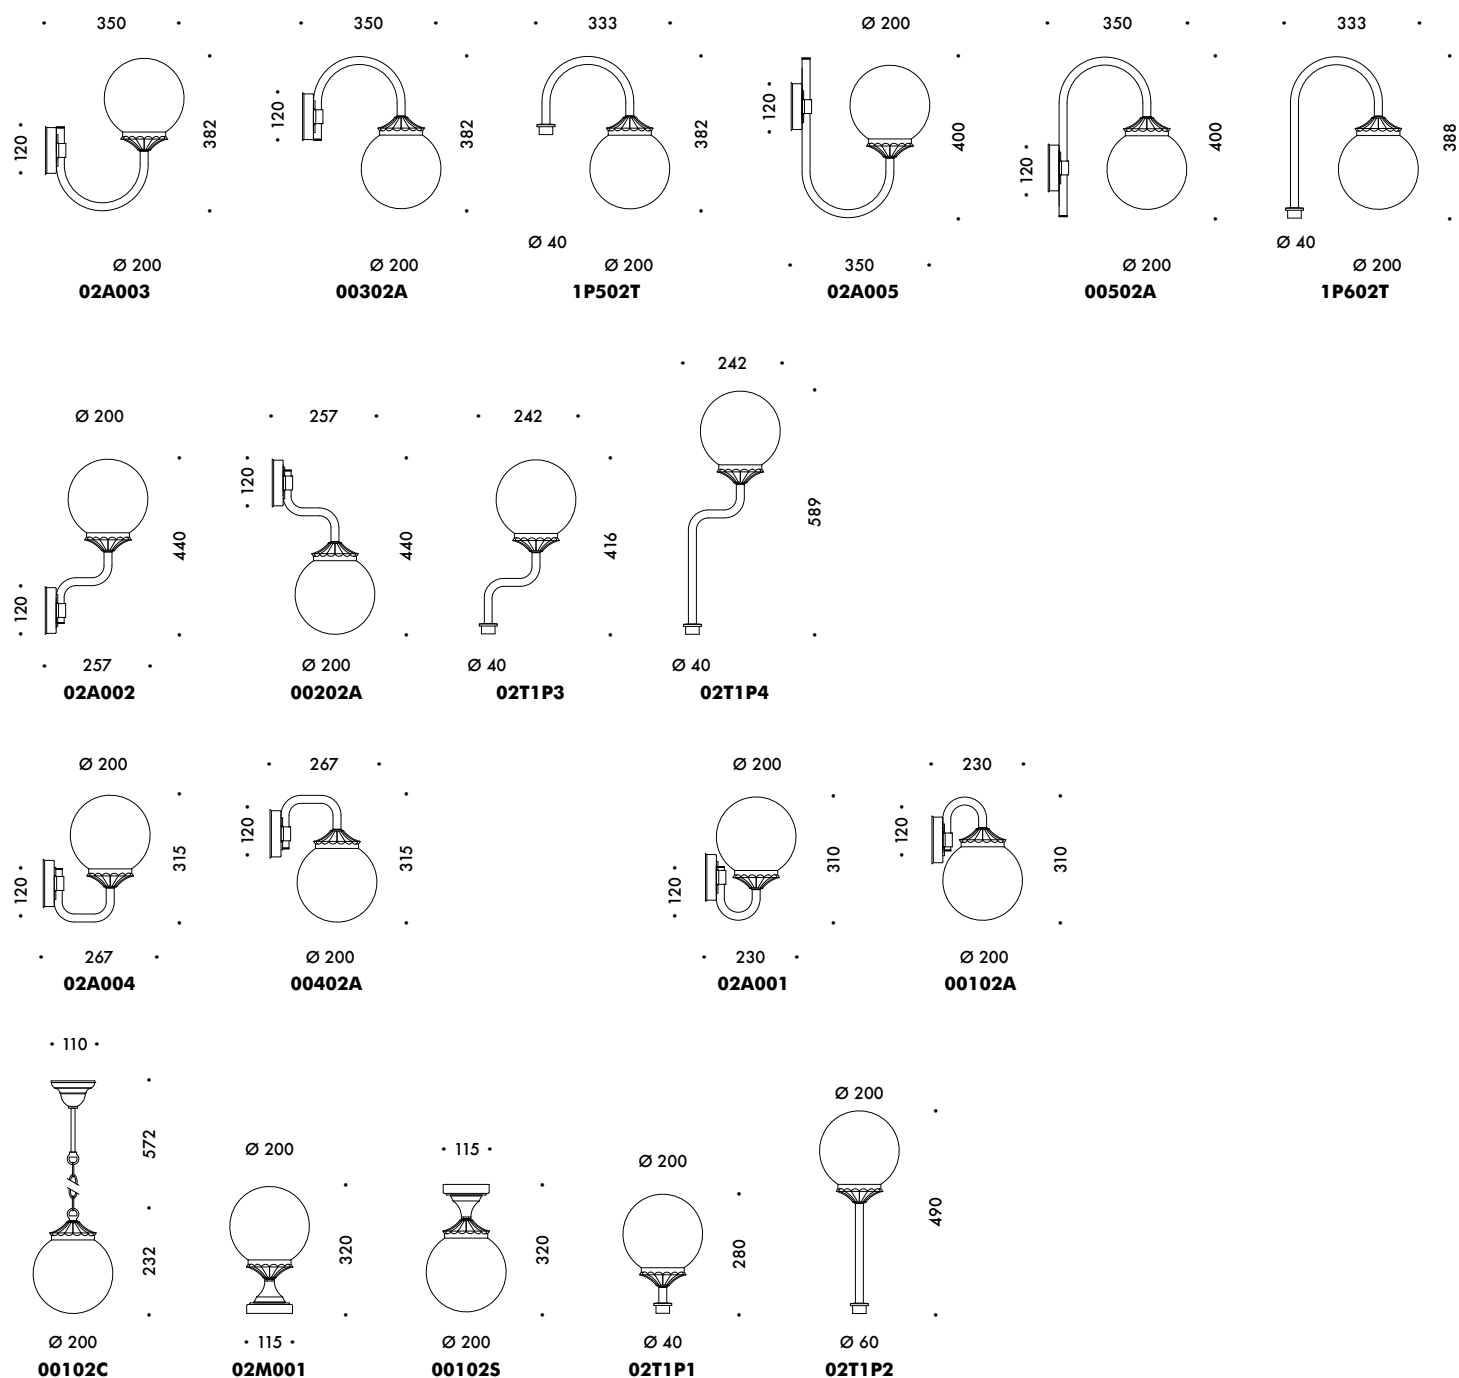 350 350 333 Ø 200 350 333
120 382 120 382 382 120 400 120 400 388
Ø 40 Ø 40
Ø 200 Ø 200 Ø 200 350 Ø 200 Ø 200
02A003 00302A 1P502T 02A005 00502A 1P602T
242
Ø 200 257 242
120 440 120 440 416 589
257 Ø 200 Ø 40 Ø 40
02A002 00202A 02T1P3 02T1P4
Ø 200 267 Ø 200 230
120 315 120 315 120 310 120 310
267 Ø 200 230 Ø 200
02A004 00402A 02A001 00102A
110
Ø 200
572 Ø 200 115 Ø 200
232 320 320 280 490
Ø 200 115 Ø 200 Ø 40 Ø 60
00102C 02M001 00102S 02T1P1 02T1P2